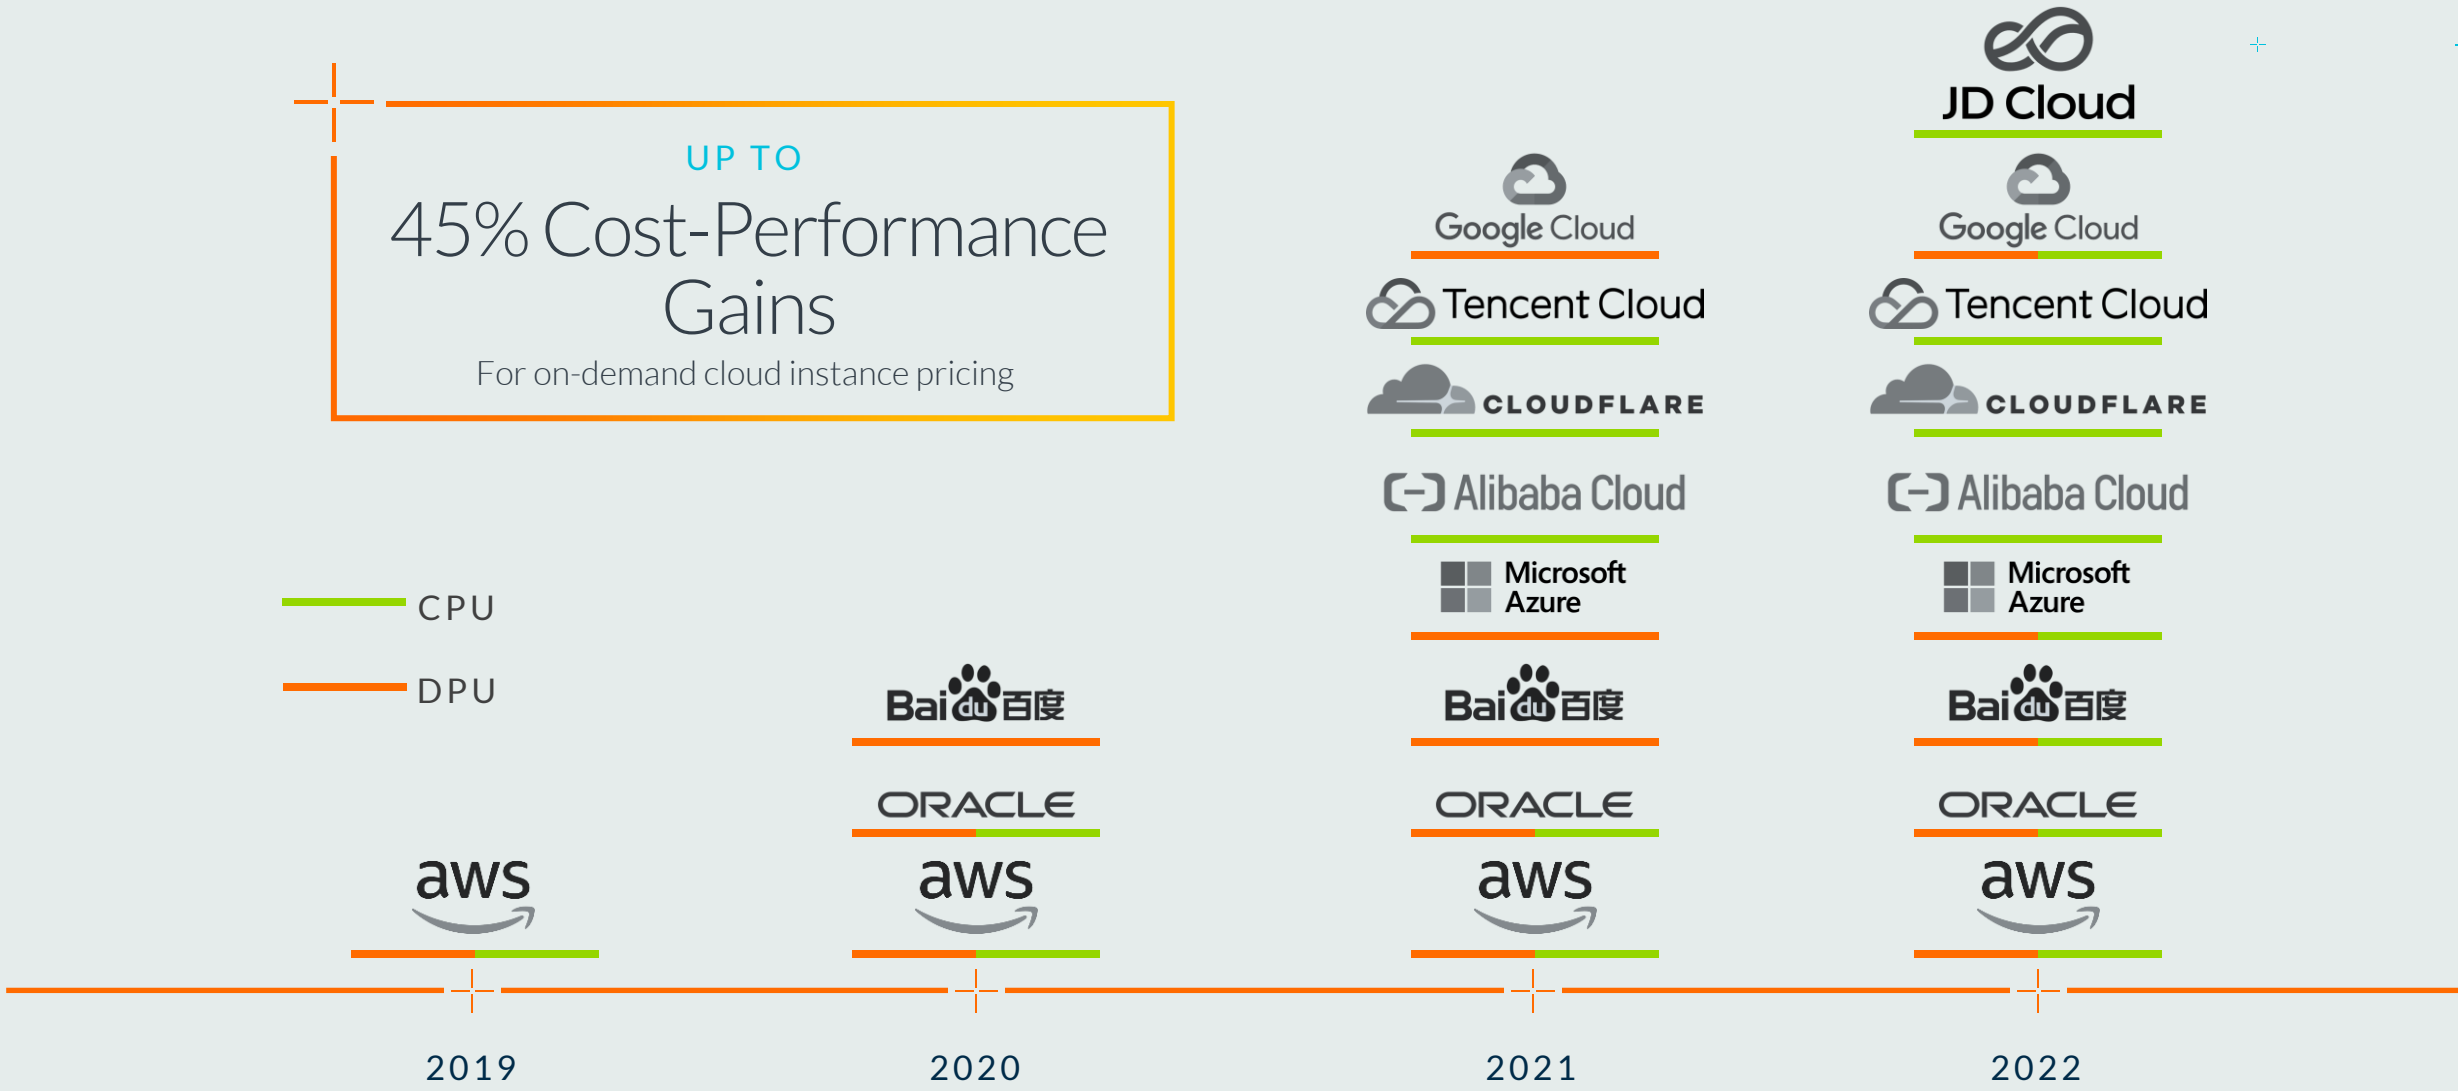 UP TO
45% Cost-Performance
Gains
For on-demand cloud instance pricing
CPU
DPU
aws
2019
Baidu百度
ORACLE
aws
2020
Google Cloud
Tencent Cloud
CLOUDFLARE
Alibaba Cloud
Microsoft
Azure
Baidu百度
ORACLE
aws
2021
JD Cloud
Google Cloud
Tencent Cloud
CLOUDFLARE
Alibaba Cloud
Microsoft
Azure
Baidu百度
ORACLE
aws
2022